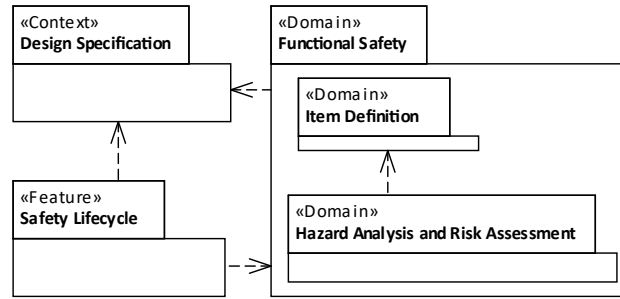 «Context»
Design Specification
«Domain»
Functional Safety
«Domain»
Item Definition
«Feature»
Safety Lifecycle
«Domain»
Hazard Analysis and Risk Assessment